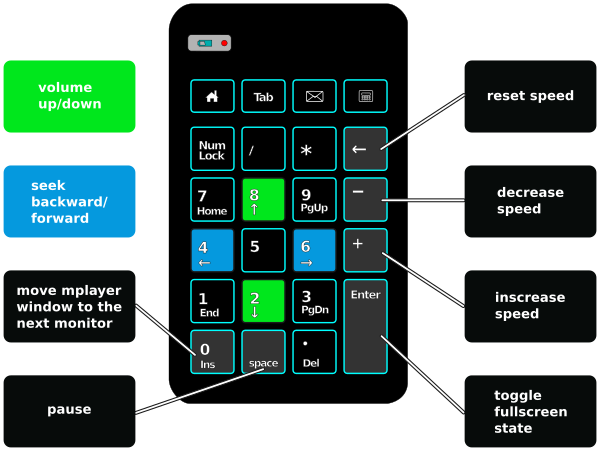 volume
up/down
seek
backward/
forward
move mplayer
window to the
next monitor
pause
Tab
Num
Lock
/
*
←
7
Home
8
↑
9
PgUp
−
4
←
5
6
→
+
1
End
2
↓
3
PgDn
Enter
0
Ins
space
.
Del
reset speed
decrease
speed
inscrease
speed
toggle
fullscreen
state